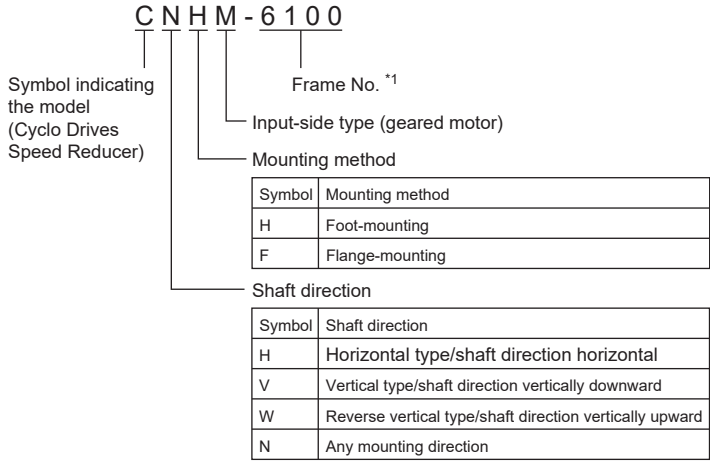 C N H M - 6 1 0 0
Symbol indicating
the model
(Cyclo Drives
Speed Reducer)
Frame No. *1
Input-side type (geared motor)
Mounting method
Symbol Mounting method
H Foot-mounting
F Flange-mounting
Shaft direction
Symbol Shaft direction
H Horizontal type/shaft direction horizontal
V Vertical type/shaft direction vertically downward
W Reverse vertical type/shaft direction vertically upward
N Any mounting direction